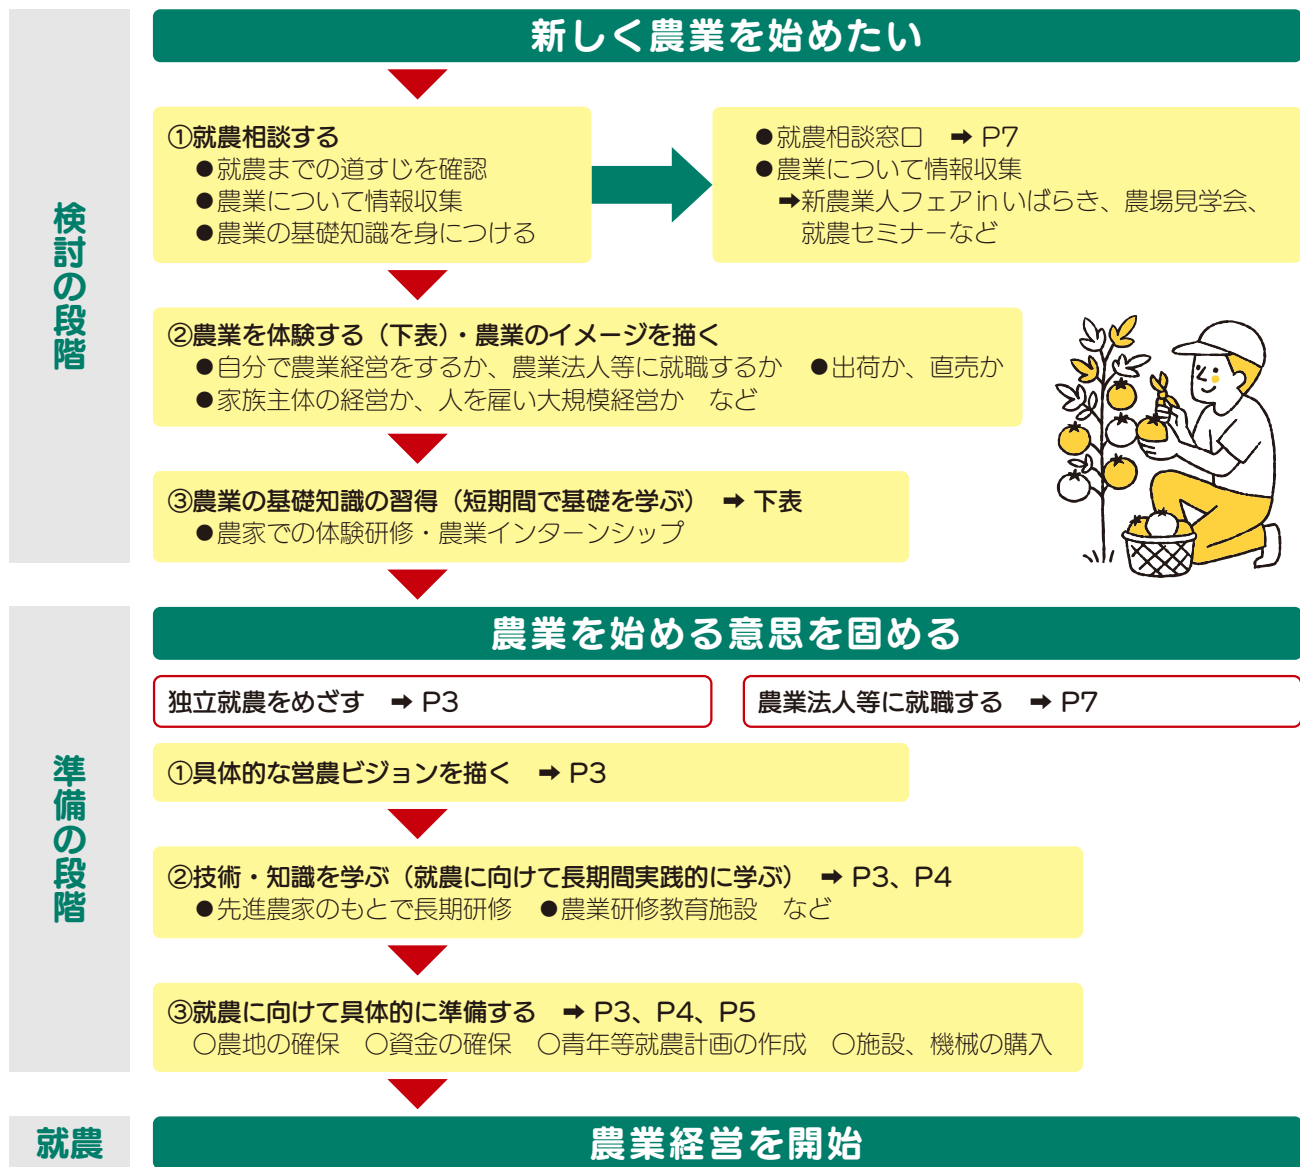 新しく農業を始めたい
検討の段階
①就農相談する
●就農までの道すじを確認
●農業について情報収集
●農業の基礎知識を身につける
●就農相談窓口　➡ P7
●農業について情報収集
➡新農業人フェアinいばらき、農場見学会、
就農セミナーなど
②農業を体験する（下表）・農業のイメージを描く
●自分で農業経営をするか、農業法人等に就職するか　●出荷か、直売か
●家族主体の経営か、人を雇い大規模経営か　など
③農業の基礎知識の習得（短期間で基礎を学ぶ）　➡ 下表
●農家での体験研修・農業インターンシップ
準備の段階
農業を始める意思を固める
独立就農をめざす　➡ P3
農業法人等に就職する　➡ P7
①具体的な営農ビジョンを描く　➡ P3
②技術・知識を学ぶ（就農に向けて長期間実践的に学ぶ）　➡ P3、P4
●先進農家のもとで長期研修　●農業研修教育施設　など
③就農に向けて具体的に準備する　➡ P3、P4、P5
○農地の確保　○資金の確保　○青年等就農計画の作成　○施設、機械の購入
就農
農業経営を開始